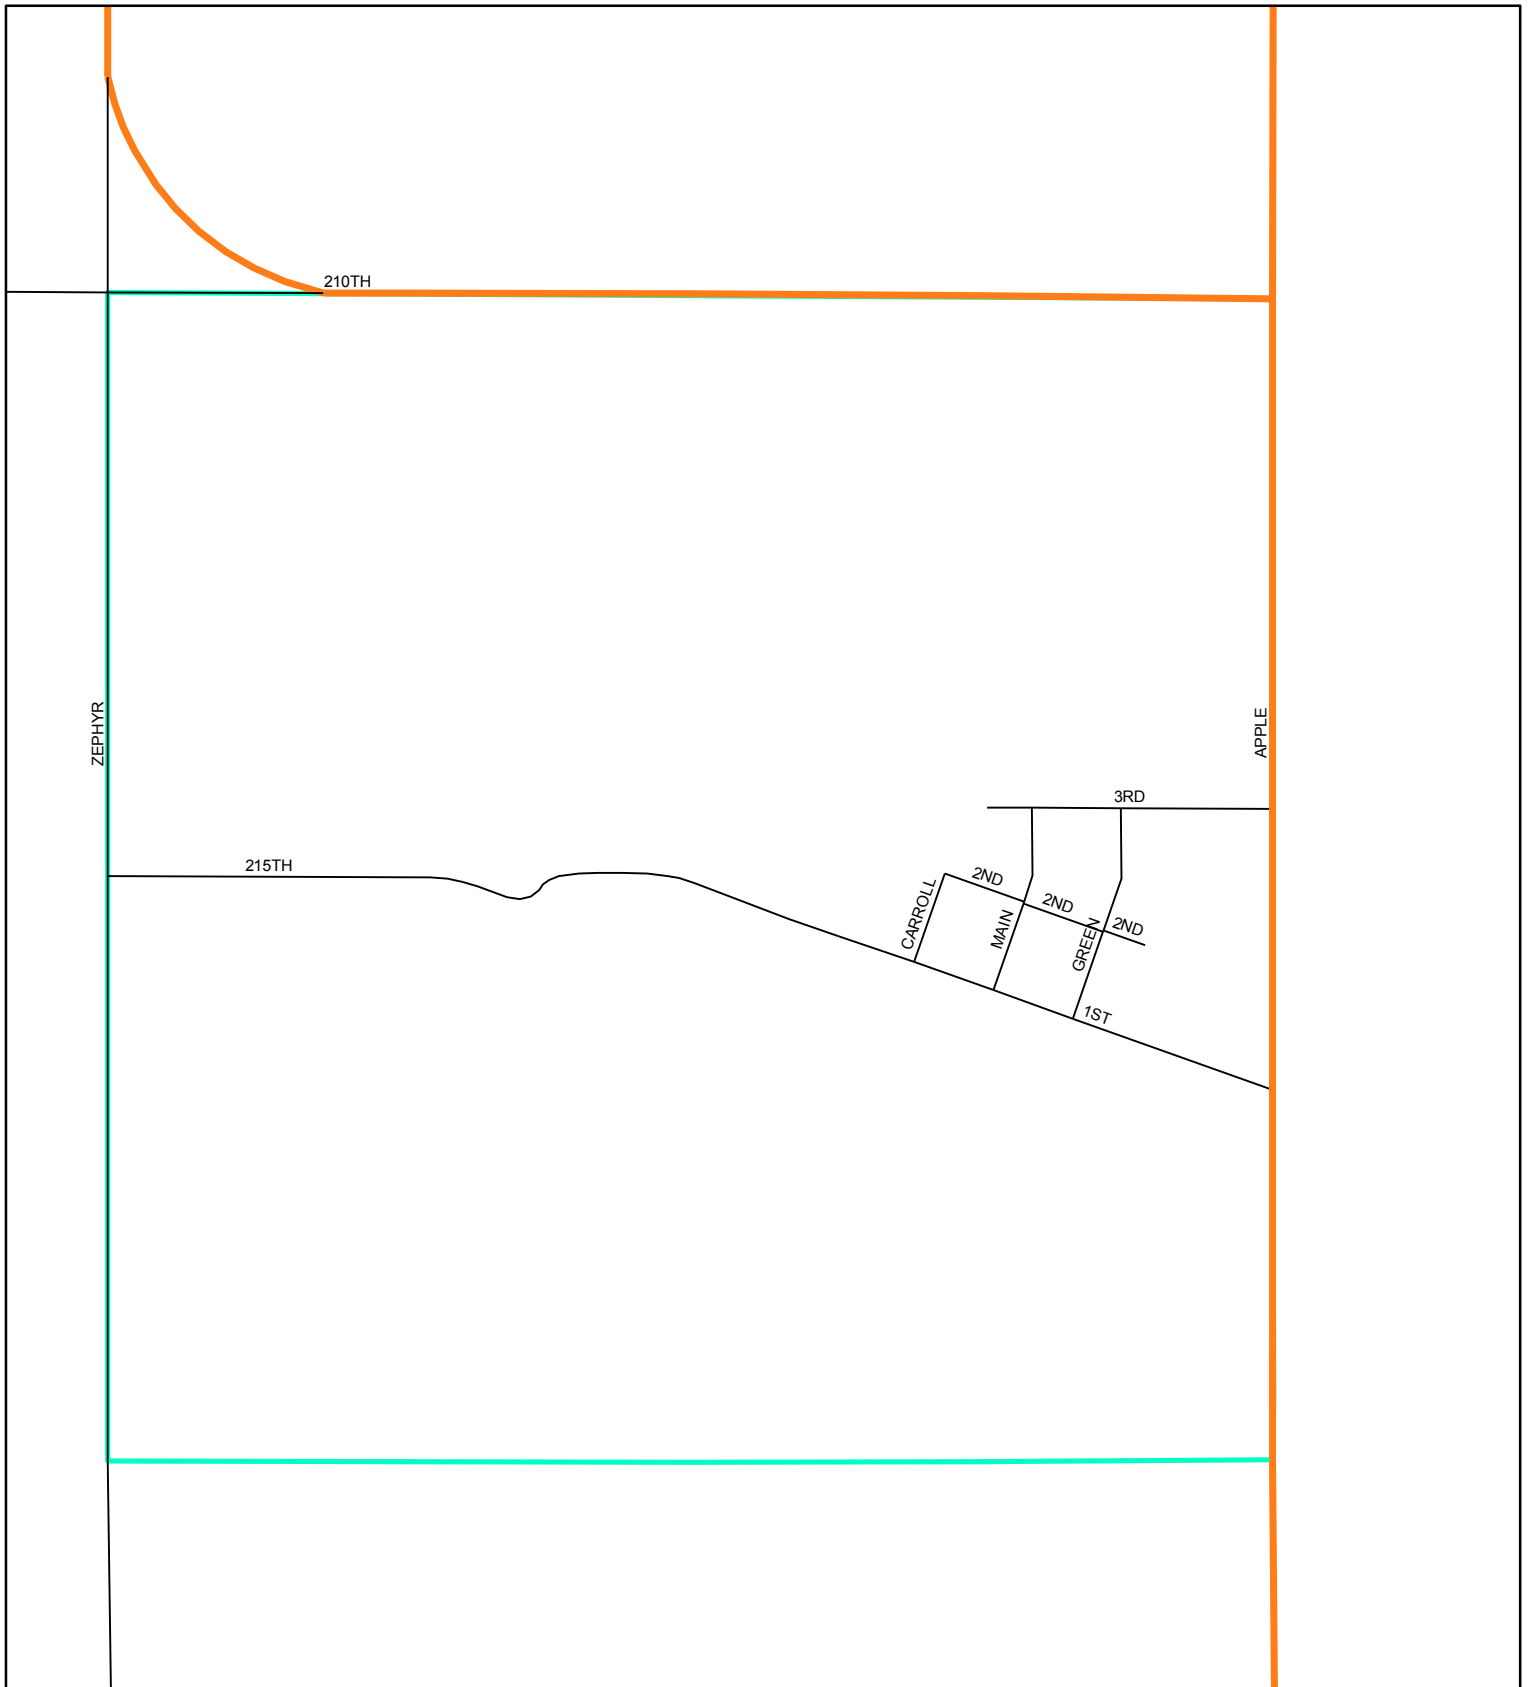 210TH
ZEPHYR
APPLE
3RD
215TH
2ND
CARROLL
2ND
MAIN
GREEN
2ND
1ST